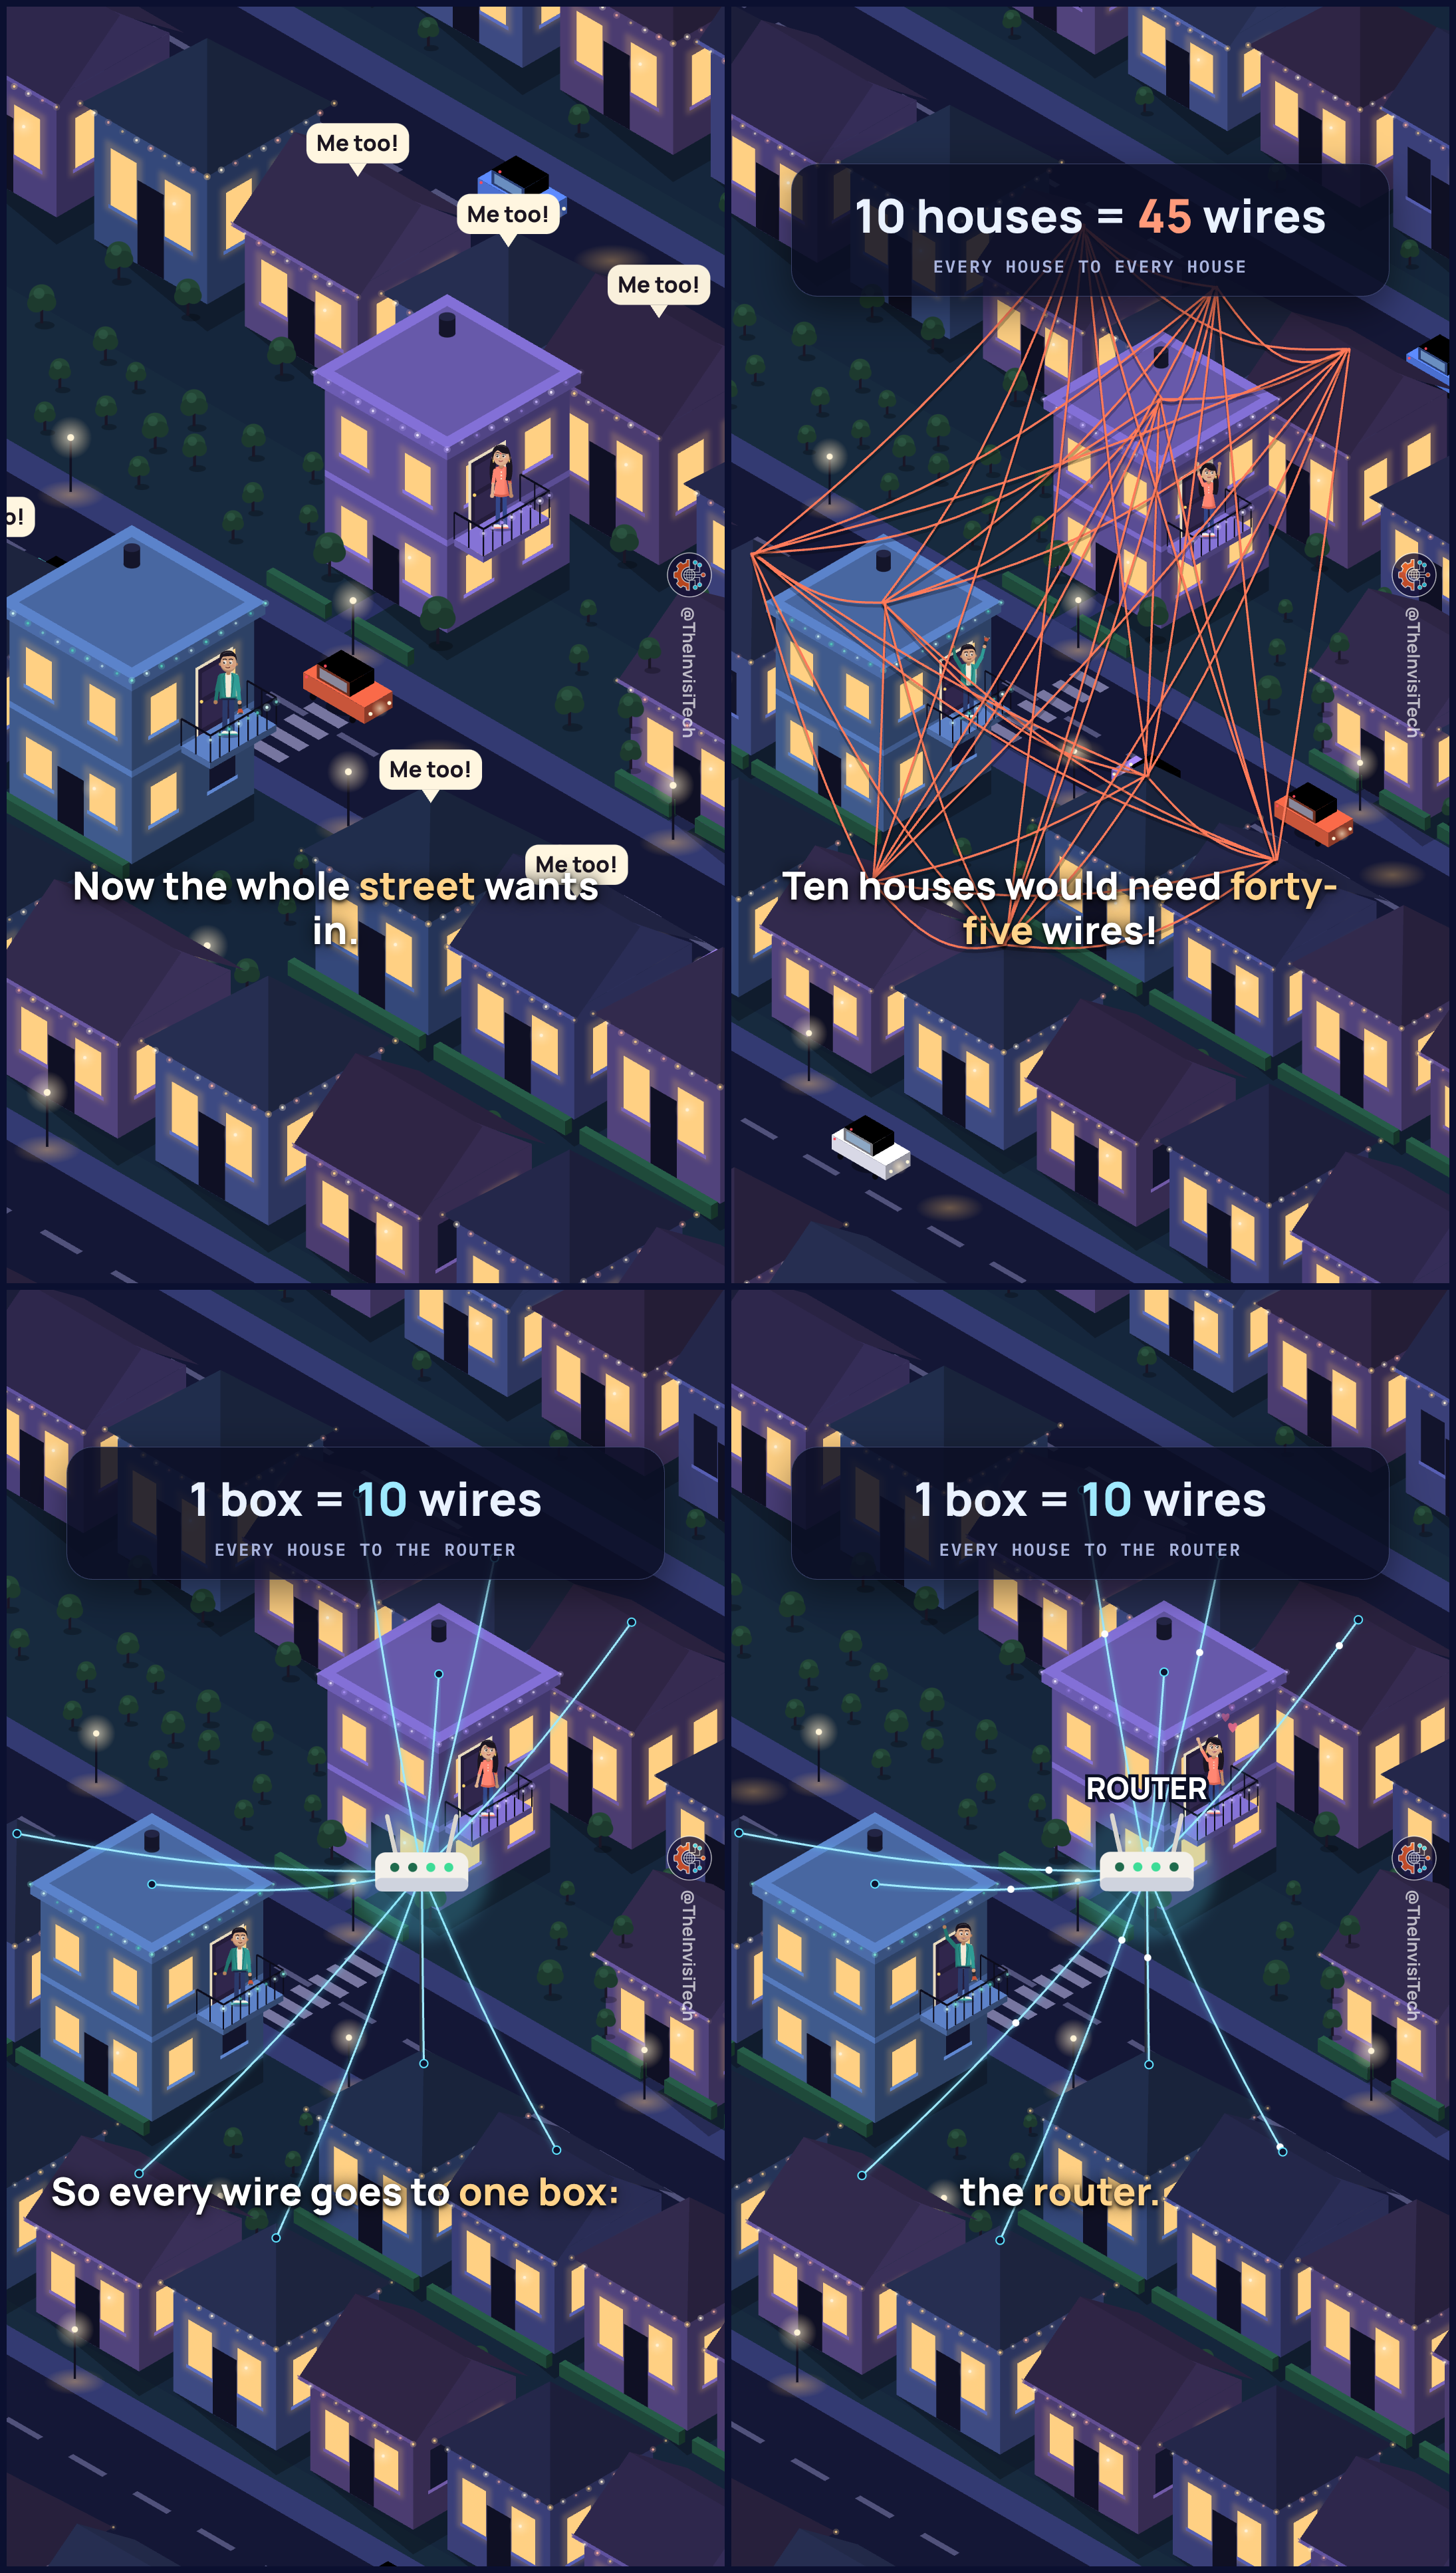 Me too!
Me too!
Me too!
o!
@TheInvisiTech
Me too!
Me too!
Now the whole street wants
in.
10 houses = 45 wires
EVERY HOUSE TO EVERY HOUSE
@TheInvisiTech
Ten houses would need forty-
five wires!
1 box = 10 wires
EVERY HOUSE TO THE ROUTER
@TheInvisiTech
So every wire goes to one box:
1 box = 10 wires
EVERY HOUSE TO THE ROUTER
ROUTER
@TheInvisiTech
the router.